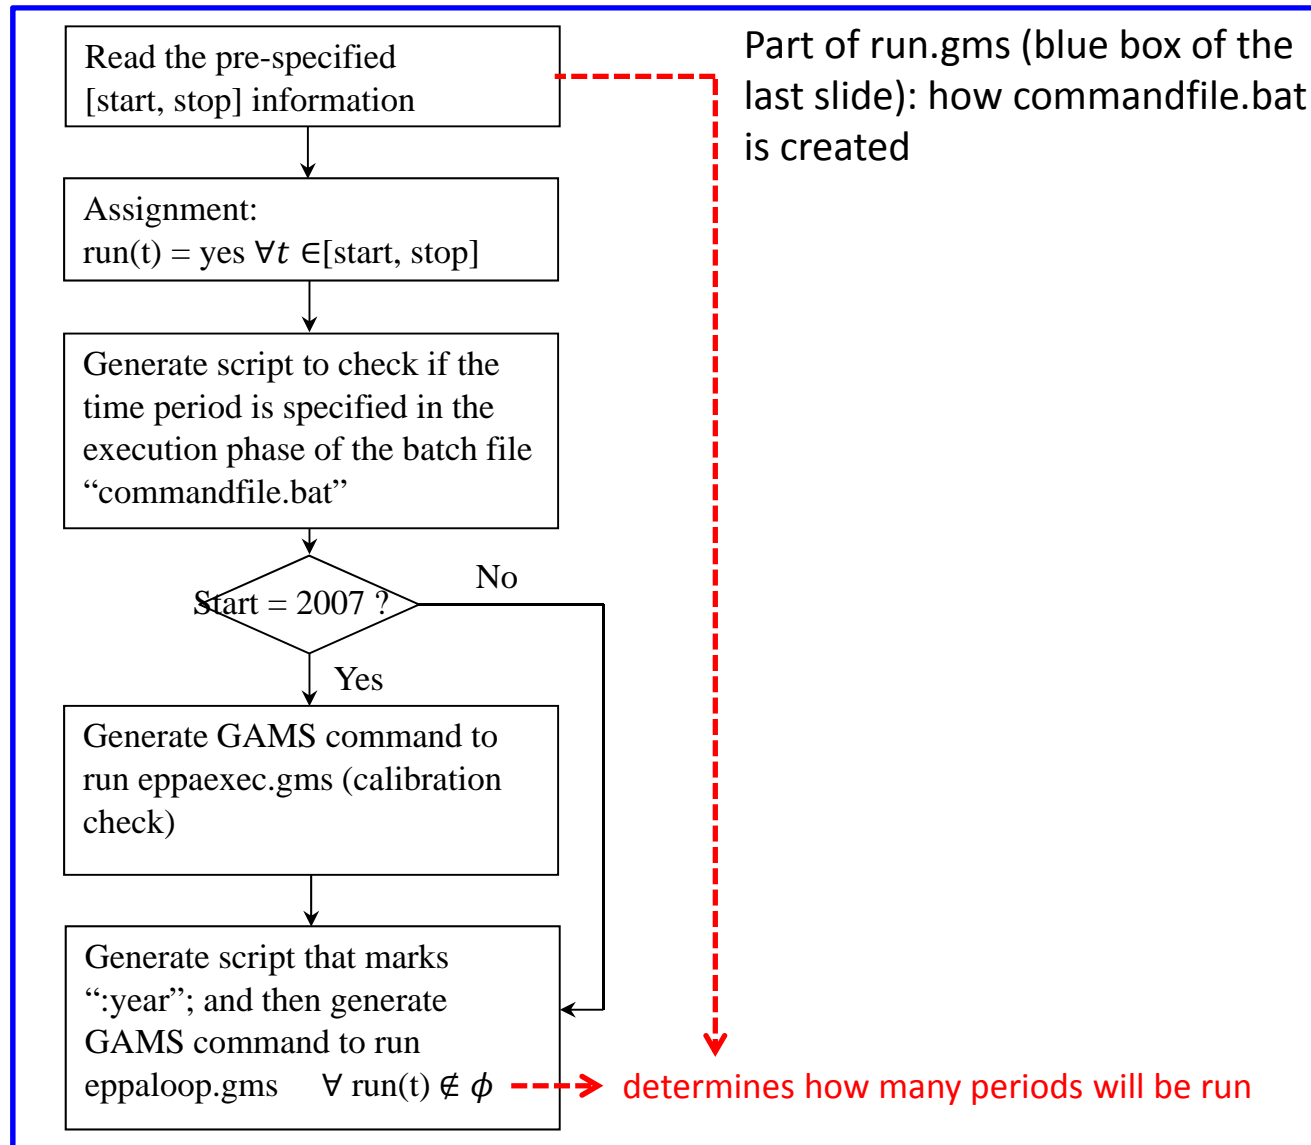 Part of run.gms (blue box of the
last slide): how commandfile.bat
is created
Read the pre-specified
[start, stop] information
Assignment:
run(t) = yes ∀𝑡 ∈[start, stop]
Generate script to check if the
time period is specified in the
execution phase of the batch file
“commandfile.bat”
Start = 2007 ?
No
Yes
Generate GAMS command to
run eppaexec.gms (calibration
check)
Generate script that marks
“:year”; and then generate
GAMS command to run
eppaloop.gms ∀ run(t) ∉ 𝜙
determines how many periods will be run